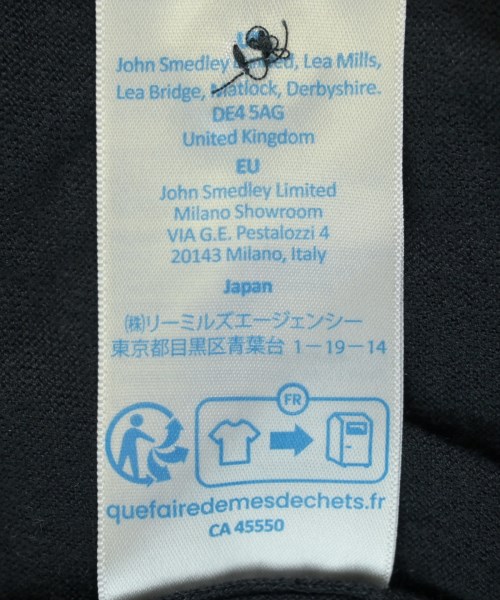 John Smedley Limited, Lea Mills,
Lea Bridge, Matlock, Derbyshire.
DE4 5AG
United Kingdom
EU
John Smedley Limited
Milano Showroom
VIA G.E. Pestalozzi 4
20143 Milano, Italy
Japan
㈱リーミルズエージェンシー
東京都目黒区青葉台 1-19-14
FR
quefairedemesdechets.fr
CA 45550